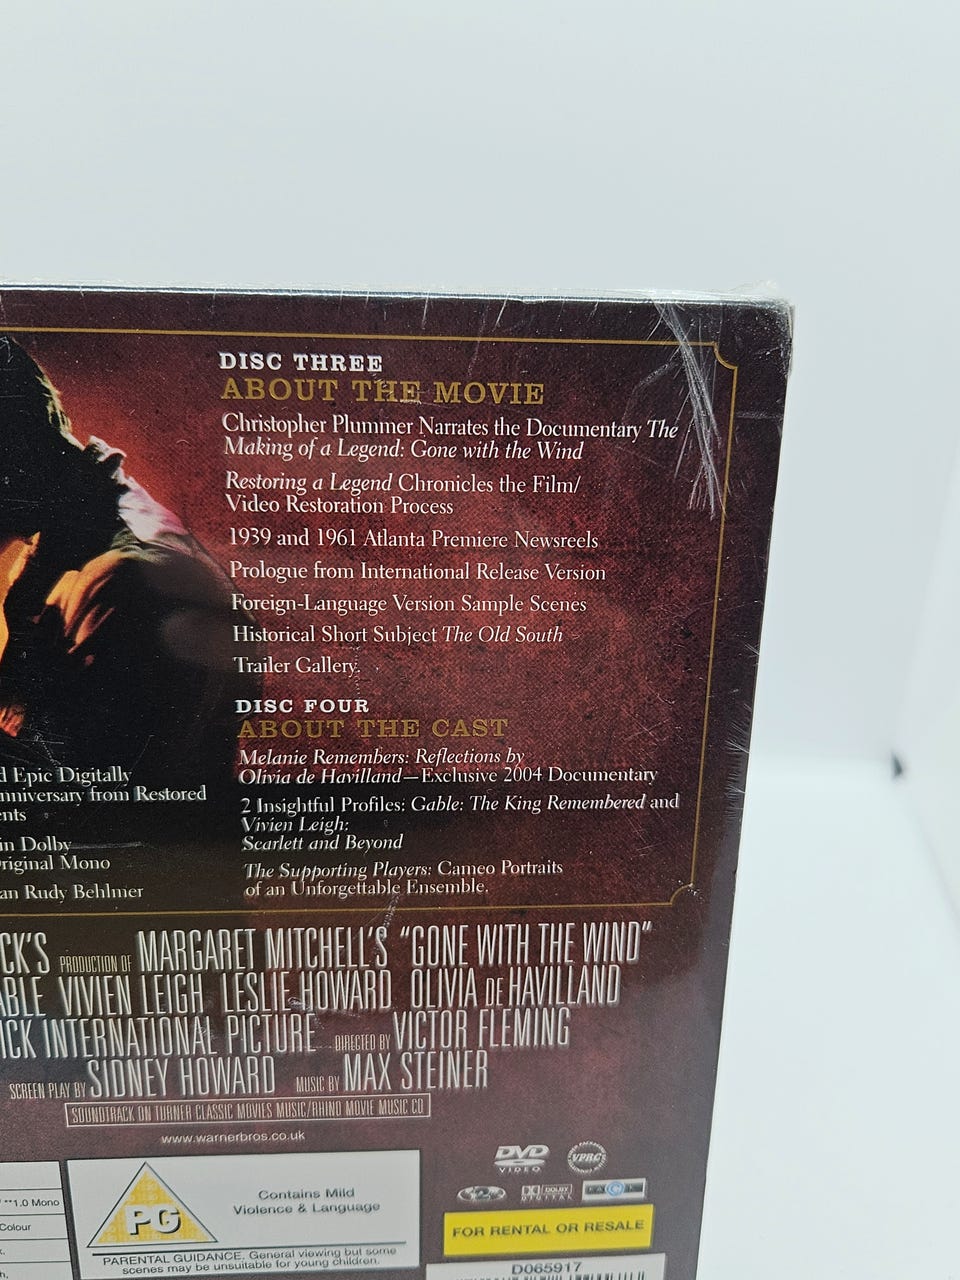 DISC THREE
ABOUT THE MOVIE
Christopher Plummer Narrates the Documentary The
Making of a Legend: Gone with the Wind
Restoring a Legend Chronicles the Film/
Video Restoration Process
1939 and 1961 Atlanta Premiere Newsreels
Prologue from International Release Version
Foreign-Language Version Sample Scenes
Historical Short Subject The Old South
Trailer Gallery.
DISC FOUR
ABOUT THE CAST
Melanie Remembers: Reflections by
Olivia de Havilland—Exclusive 2004 Documentary
2 Insightful Profiles: Gable: The King Remembered and
Vivien Leigh:
Scarlett and Beyond
The Supporting Players: Cameo Portraits
of an Unforgettable Ensemble.
d Epic Digitally
nniversary from Restored
ents
in Dolby
riginal Mono
an Rudy Behlmer
CK'S PRODUCTION OF MARGARET MITCHELL'S "GONE WITH THE WIND"
ABLE VIVIEN LEIGH LESLIE HOWARD OLIVIA DE HAVILLAND
ICK INTERNATIONAL PICTURE DIRECTED BY VICTOR FLEMING
SCREEN PLAY BY SIDNEY HOWARD MUSIC BY MAX STEINER
SOUNDTRACK ON TURNER CLASSIC MOVIES MUSIC/RHINO MOVIE MUSIC CD
www.warnerbros.co.uk
**1.0 Mono
Colour
PG
Contains Mild
Violence & Language
PARENTAL GUIDANCE. General viewing but some
scenes may be unsuitable for young children.
DVD
VIDEO
VPRC
2
DOLBY
DIGITAL
FOR RENTAL OR RESALE
D065917